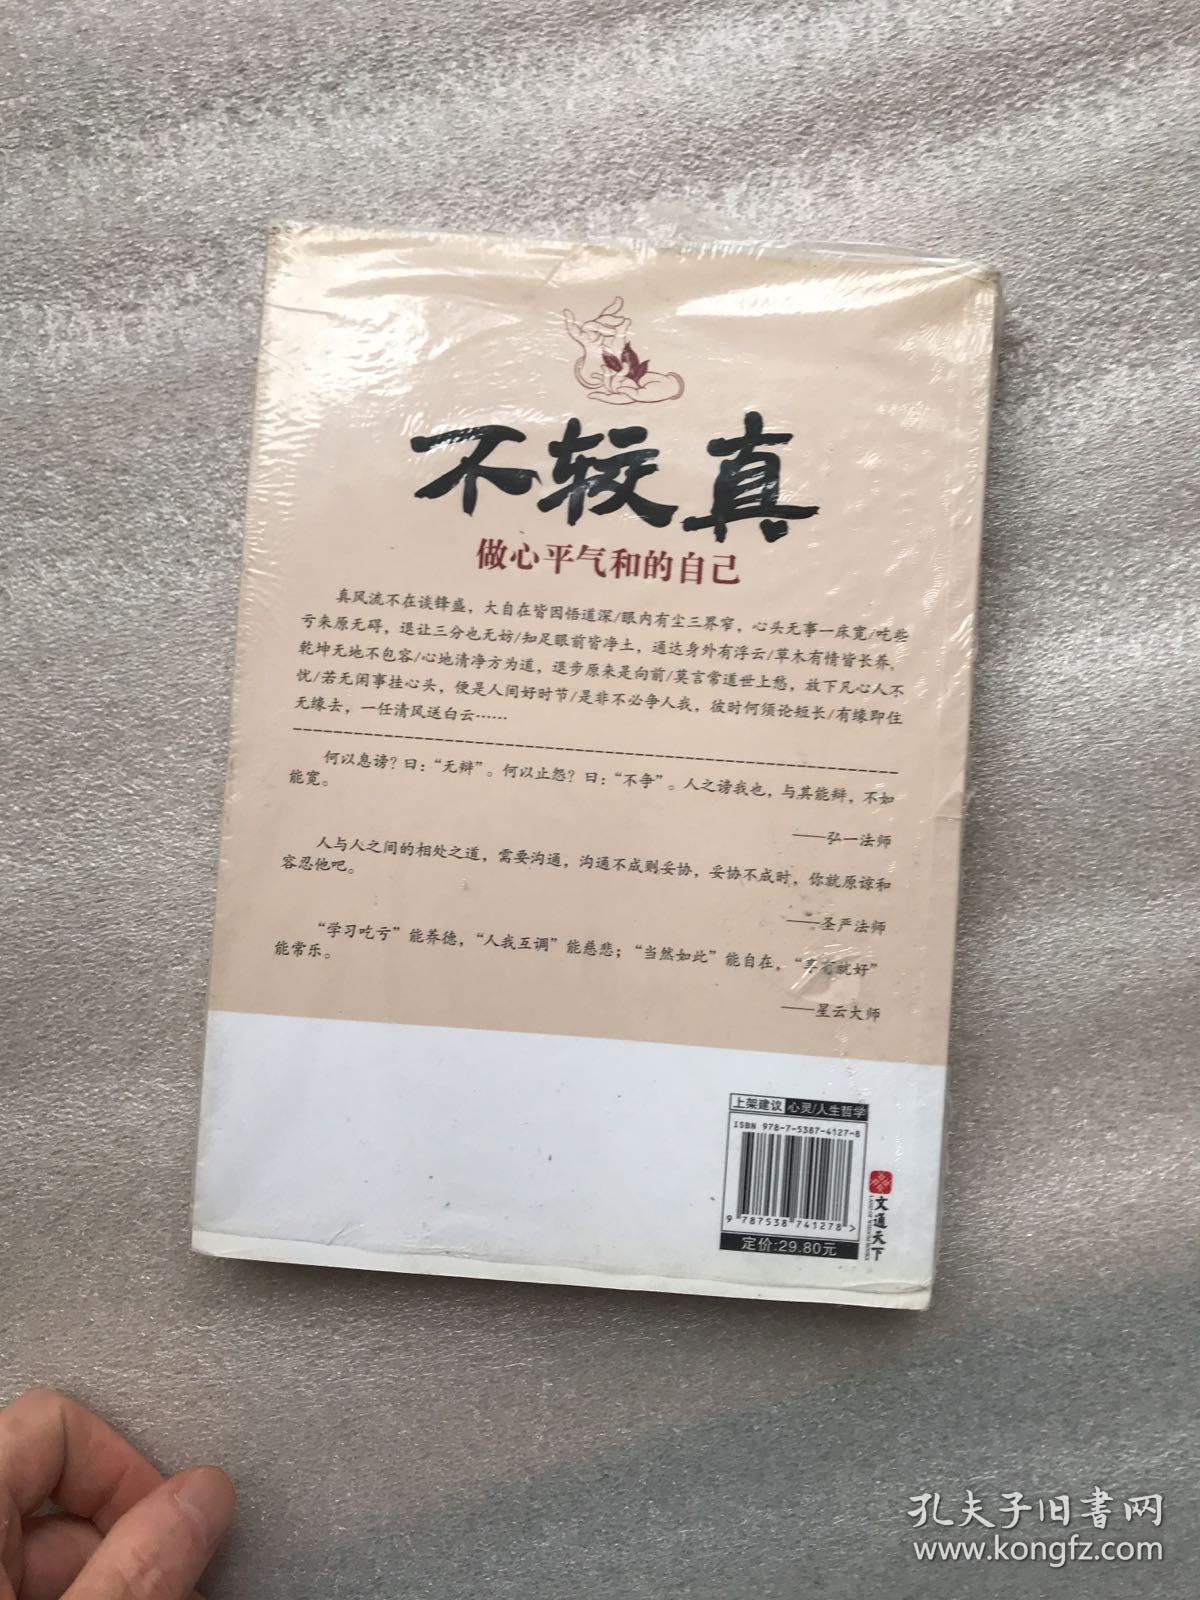 不较真
做心平气和的自己
真风流不在谈锋盛，大自在皆因悟道深/眼内有尘三界窄，心头无事一床宽/吃些
亏来原无碍，退让三分也无妨/知足眼前皆净土，通达身外有浮云/草木有情皆长养，
乾坤无地不包容/心地清净方为道，退步原来是向前/莫言常道世上愁，放下凡心人不
忧/若无闲事挂心头，便是人间好时节/是非不必争人我，彼时何须论短长/有缘即住
无缘去，一任清风送白云……
何以息谤？曰：“无辩”。何以止怨？曰：“不争”。人之谤我也，与其能辩，不如
能宽。
——弘一法师
人与人之间的相处之道，需要沟通，沟通不成则妥协，妥协不成时，你就原谅和
容忍他吧。
——圣严法师
“学习吃亏”能养德，“人我互调”能慈悲；“当然如此”能自在，“享有就好”
能常乐。
——星云大师
上架建议 心灵/人生哲学
ISBN 978-7-5387-4127-8
9 787538 741278 >
定价:29.80元
文通天下
孔夫子旧书网
www.kongfz.com